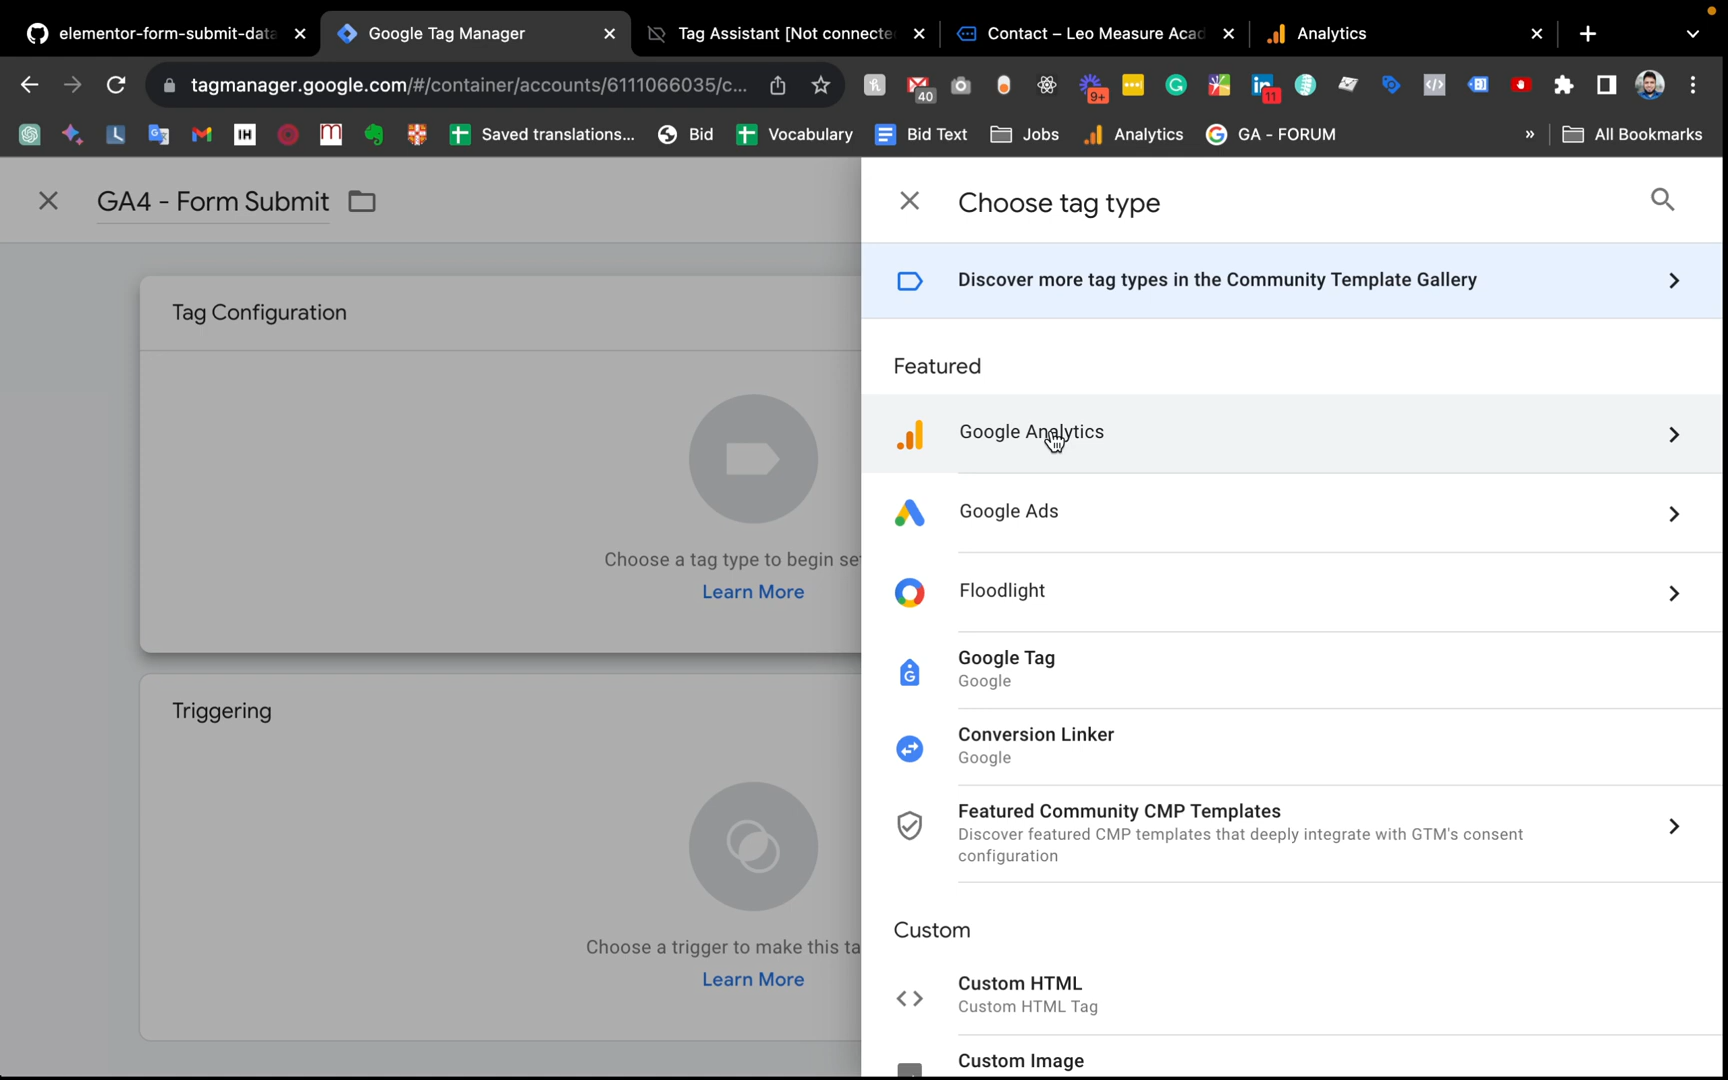 elementor-form-submit-data
Google Tag Manager
Tag Assistant [Not connecte
Contact – Leo Measure Acad
Analytics
tagmanager.google.com/#/container/accounts/6111066035/c...
40
9+
11
Saved translations...
Bid
Vocabulary
Bid Text
Jobs
Analytics
GA - FORUM
»
All Bookmarks
GA4 - Form Submit
Choose tag type
Discover more tag types in the Community Template Gallery
Tag Configuration
Featured
Google Analytics
Google Ads
Choose a tag type to begin se
Learn More
Floodlight
Google Tag
Google
Triggering
Conversion Linker
Google
Featured Community CMP Templates
Discover featured CMP templates that deeply integrate with GTM's consent
configuration
Custom
Choose a trigger to make this ta
Learn More
Custom HTML
Custom HTML Tag
Custom Image